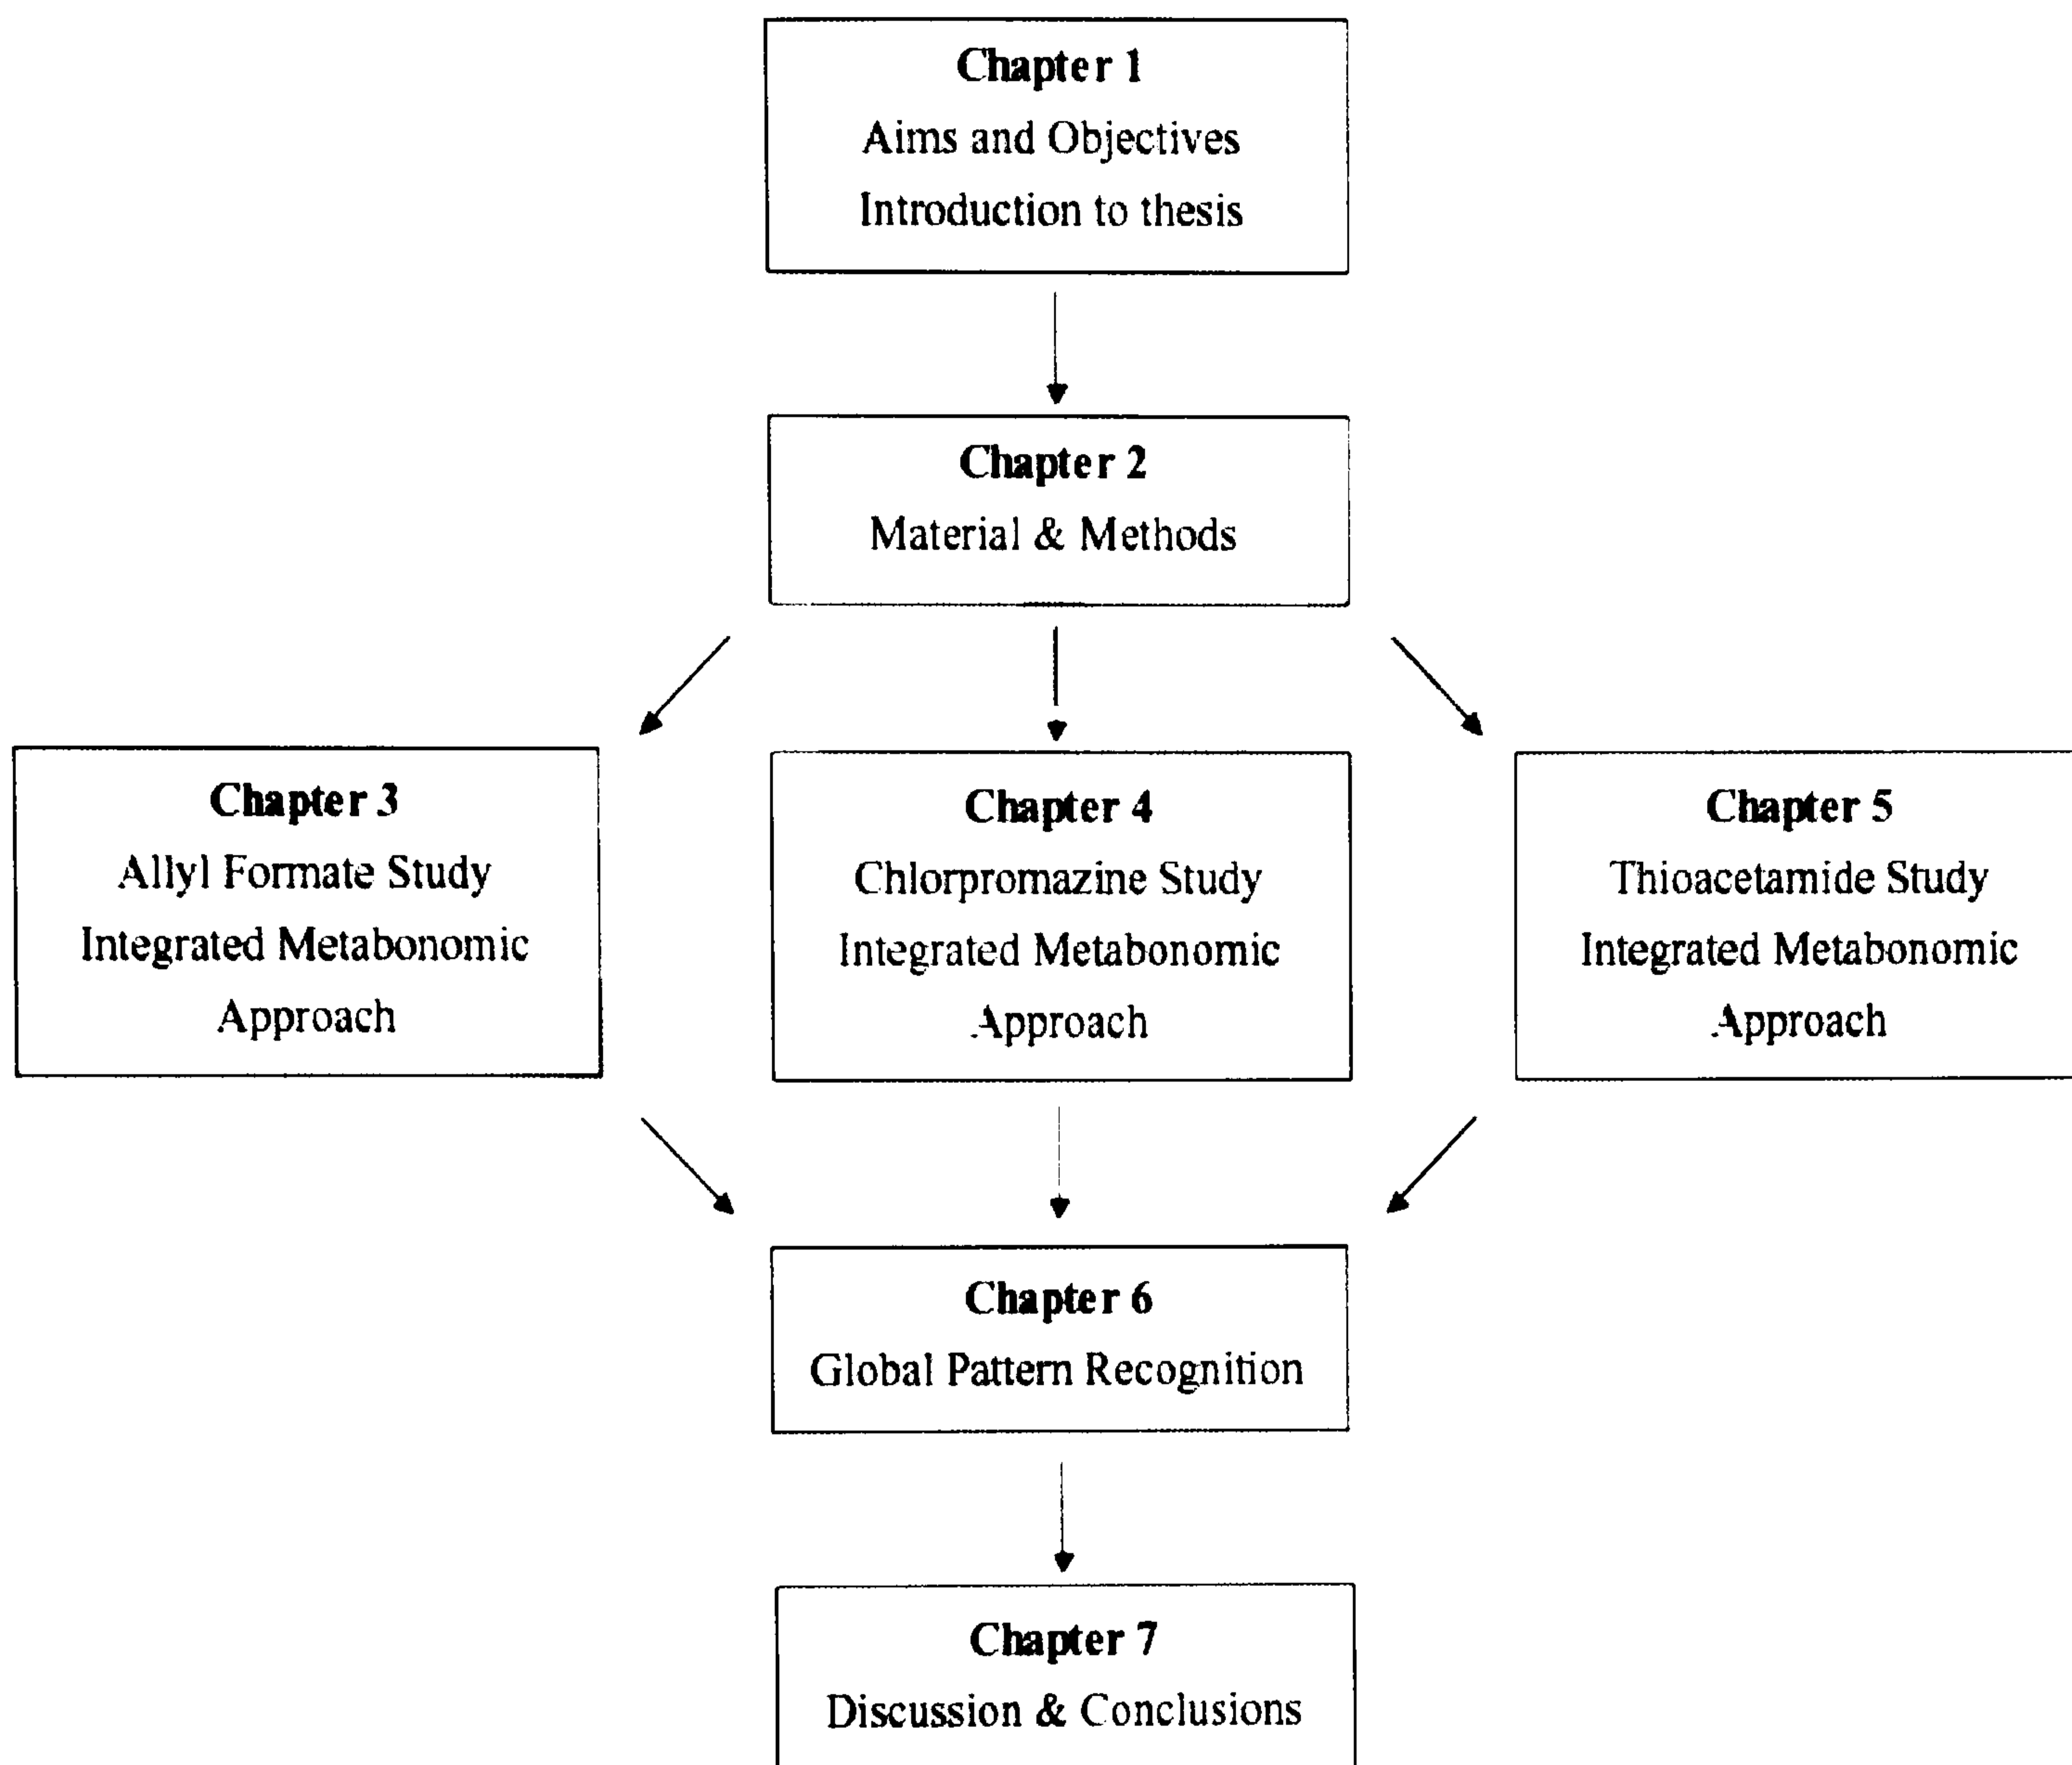 Chapter 1
Aims and Objectives
Introduction to thesis
Chapter 2
Material & Methods
Chapter 3
Allyl Formate Study
Integrated Metabonomic
Approach
Chapter 4
Chlorpromazine Study
Integrated Metabonomic
Approach
Chapter 5
Thioacetamide Study
Integrated Metabonomic
Approach
Chapter 6
Global Pattern Recognition
Chapter 7
Discussion & Conclusions